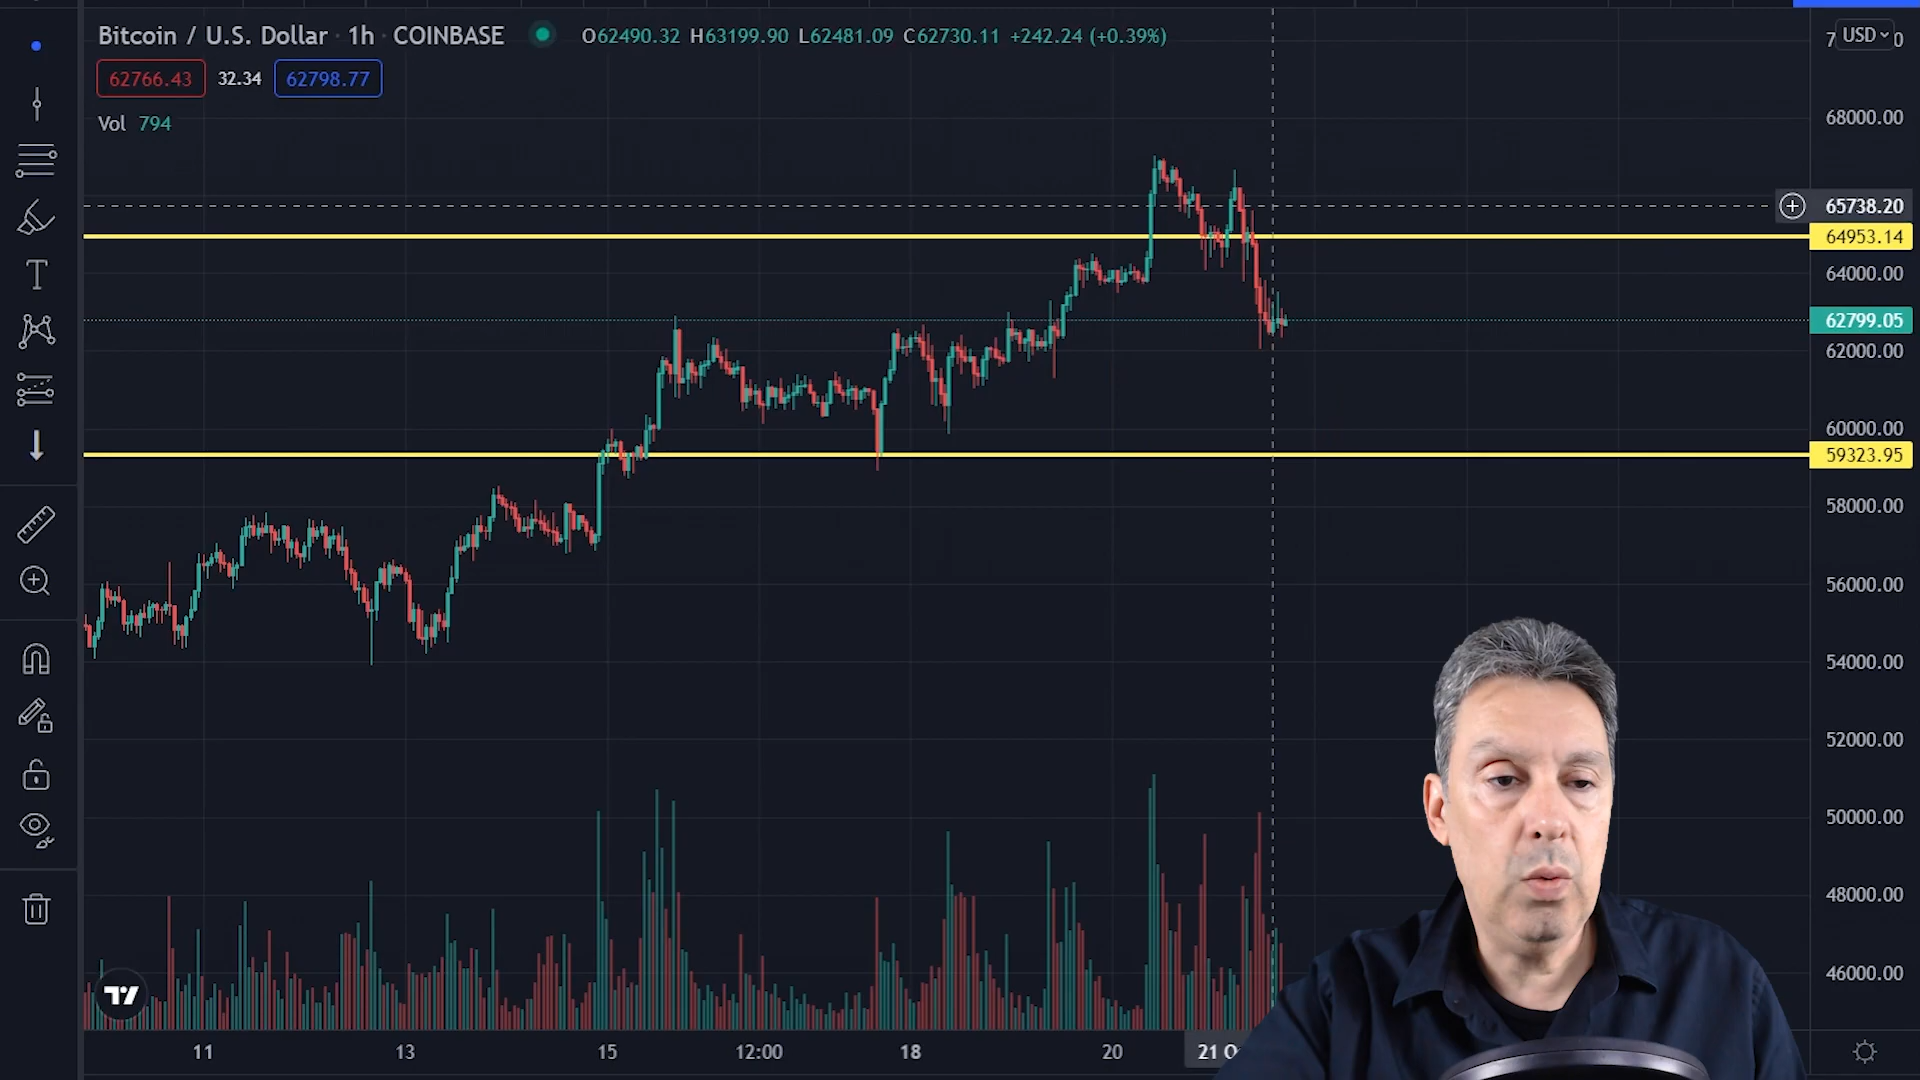 Bitcoin / U.S. Dollar · 1h · COINBASE
O62490.32 H63199.90 L62481.09 C62730.11 +242.24 (+0.39%)
USD
62766.43 32.34 62798.77
Vol 794
68000.00
65738.20
64953.14
64000.00
62799.05
62000.00
60000.00
59323.95
58000.00
56000.00
54000.00
52000.00
50000.00
48000.00
46000.00
11 13 15 12:00 18 20 21